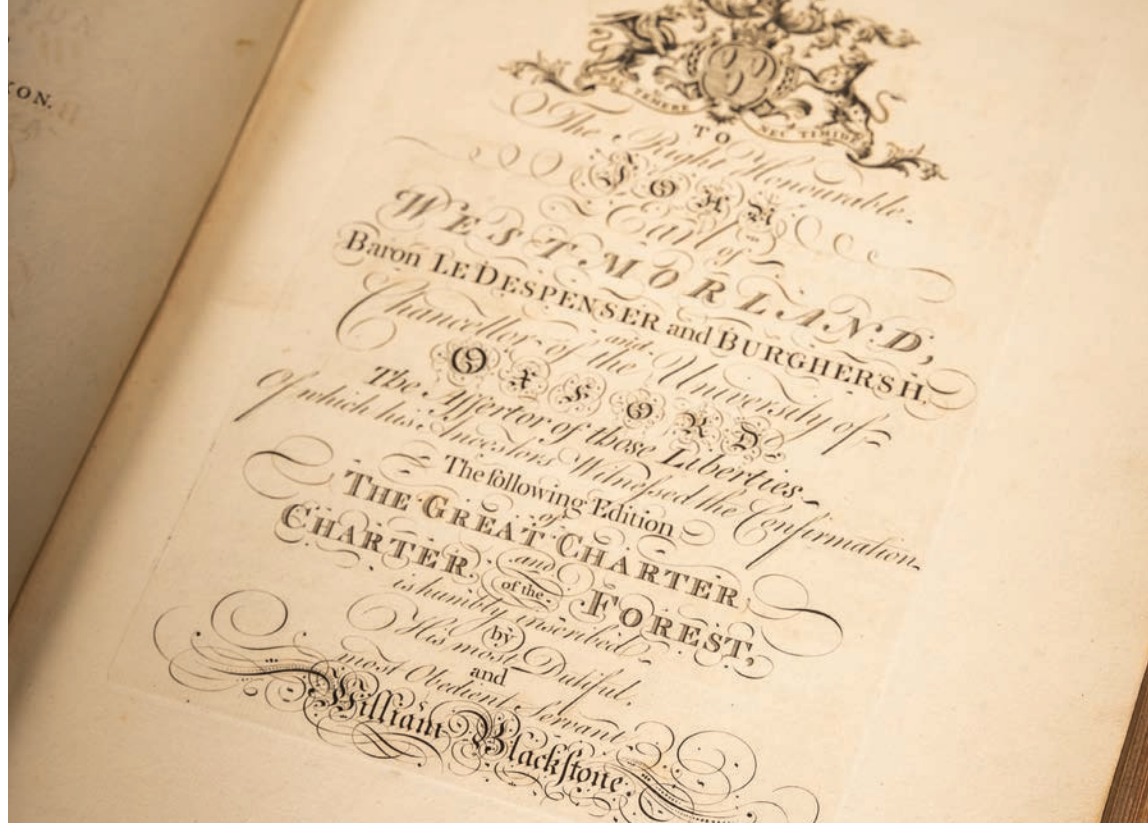 ON.
TEMERE NEC TIMIDE
TO
The Right Honourable
JOHN
Earl of
WESTMORLAND,
Baron LE DESPENSER and BURGHERSH,
and
Chancellor of the University of
OXFORD
The Aſſertor of thoſe Liberties
Of which his Ancestors Witneſsed the Confirmation.
The following Edition
of
THE GREAT CHARTER
and
CHARTER of the FOREST,
is humbly inscribed
by
His most Dutiful,
and
most Obedient Servant
William Blackſtone.